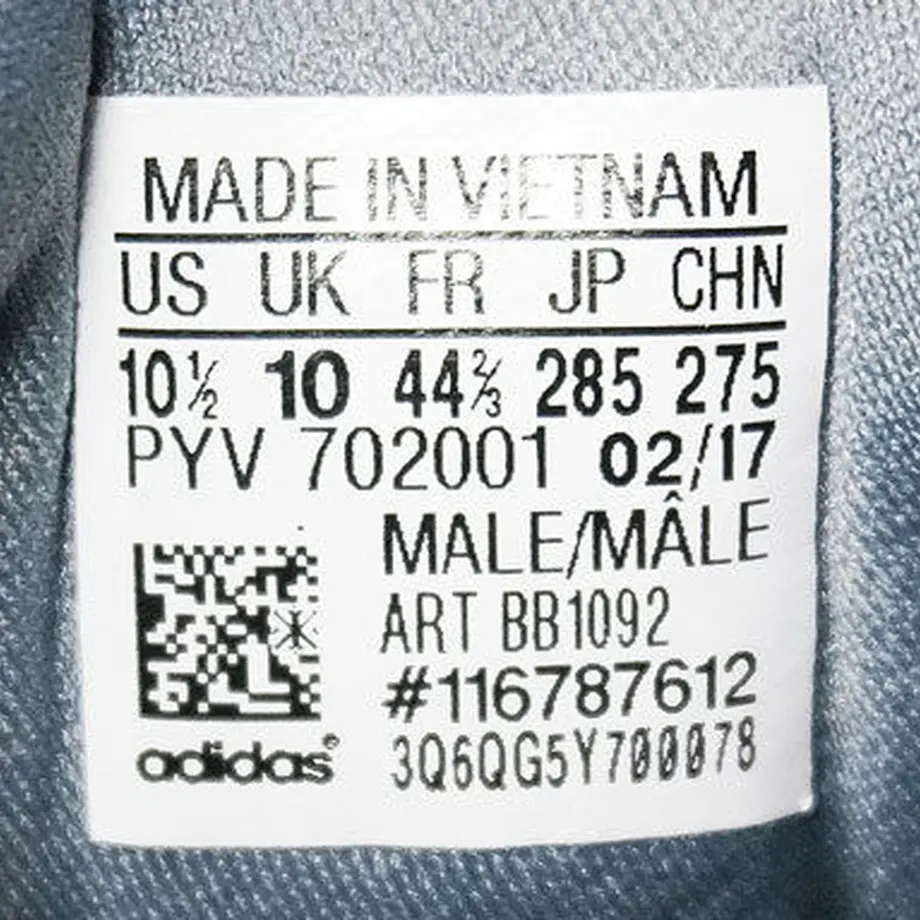 MADE IN VIETNAM
US UK FR JP CHN
10½ 10 44⅔ 285 275
PYV 702001 02/17
MALE/MÂLE
ART BB1092
#116787612
adidas® 3Q6QG5Y700078